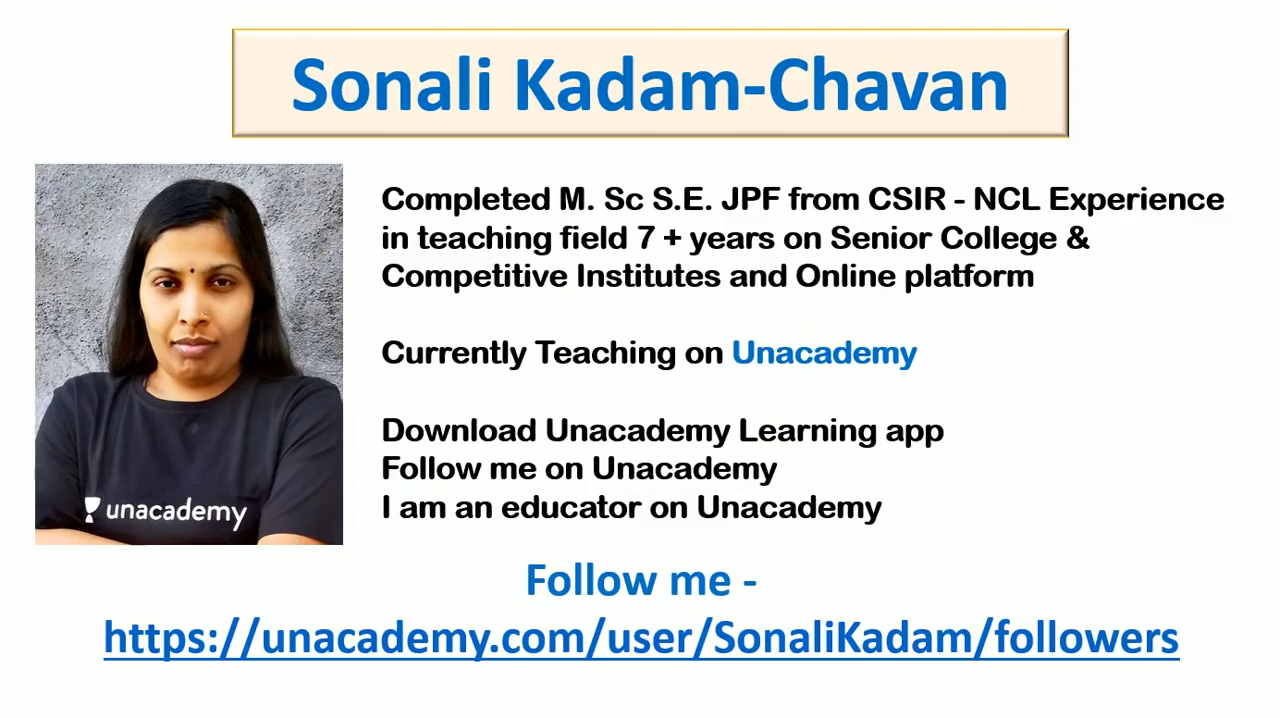 Sonali Kadam-Chavan
Completed M. Sc S.E. JPF from CSIR - NCL Experience
in teaching field 7 + years on Senior College &
Competitive Institutes and Online platform
Currently Teaching on Unacademy
Download Unacademy Learning app
Follow me on Unacademy
I am an educator on Unacademy
unacademy
Follow me -
https://unacademy.com/user/SonaliKadam/followers